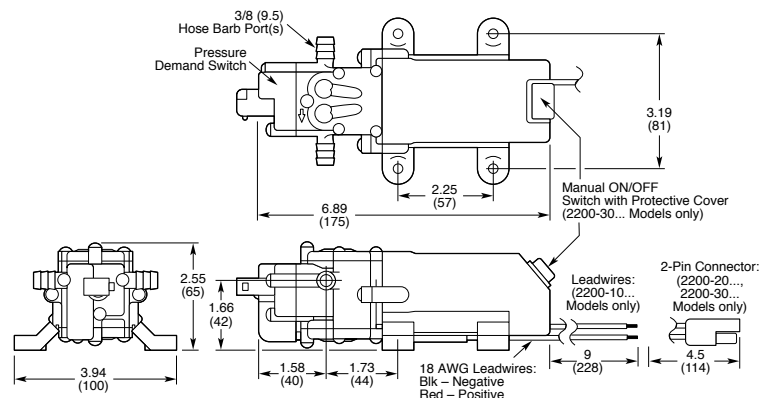 3/8 (9.5)
Hose Barb Port(s)
Pressure
Demand Switch
3.19
(81)
2.25
(57)
6.89
(175)
Manual ON/OFF
Switch with Protective Cover
(2200-30... Models only)
2.55
(65)
1.66
(42)
Leadwires:
(2200-10...
Models only)
2-Pin Connector:
(2200-20...,
2200-30...
Models only)
3.94
(100)
1.58
(40)
1.73
(44)
18 AWG Leadwires:
Blk – Negative
Red – Positive
9
(228)
4.5
(114)